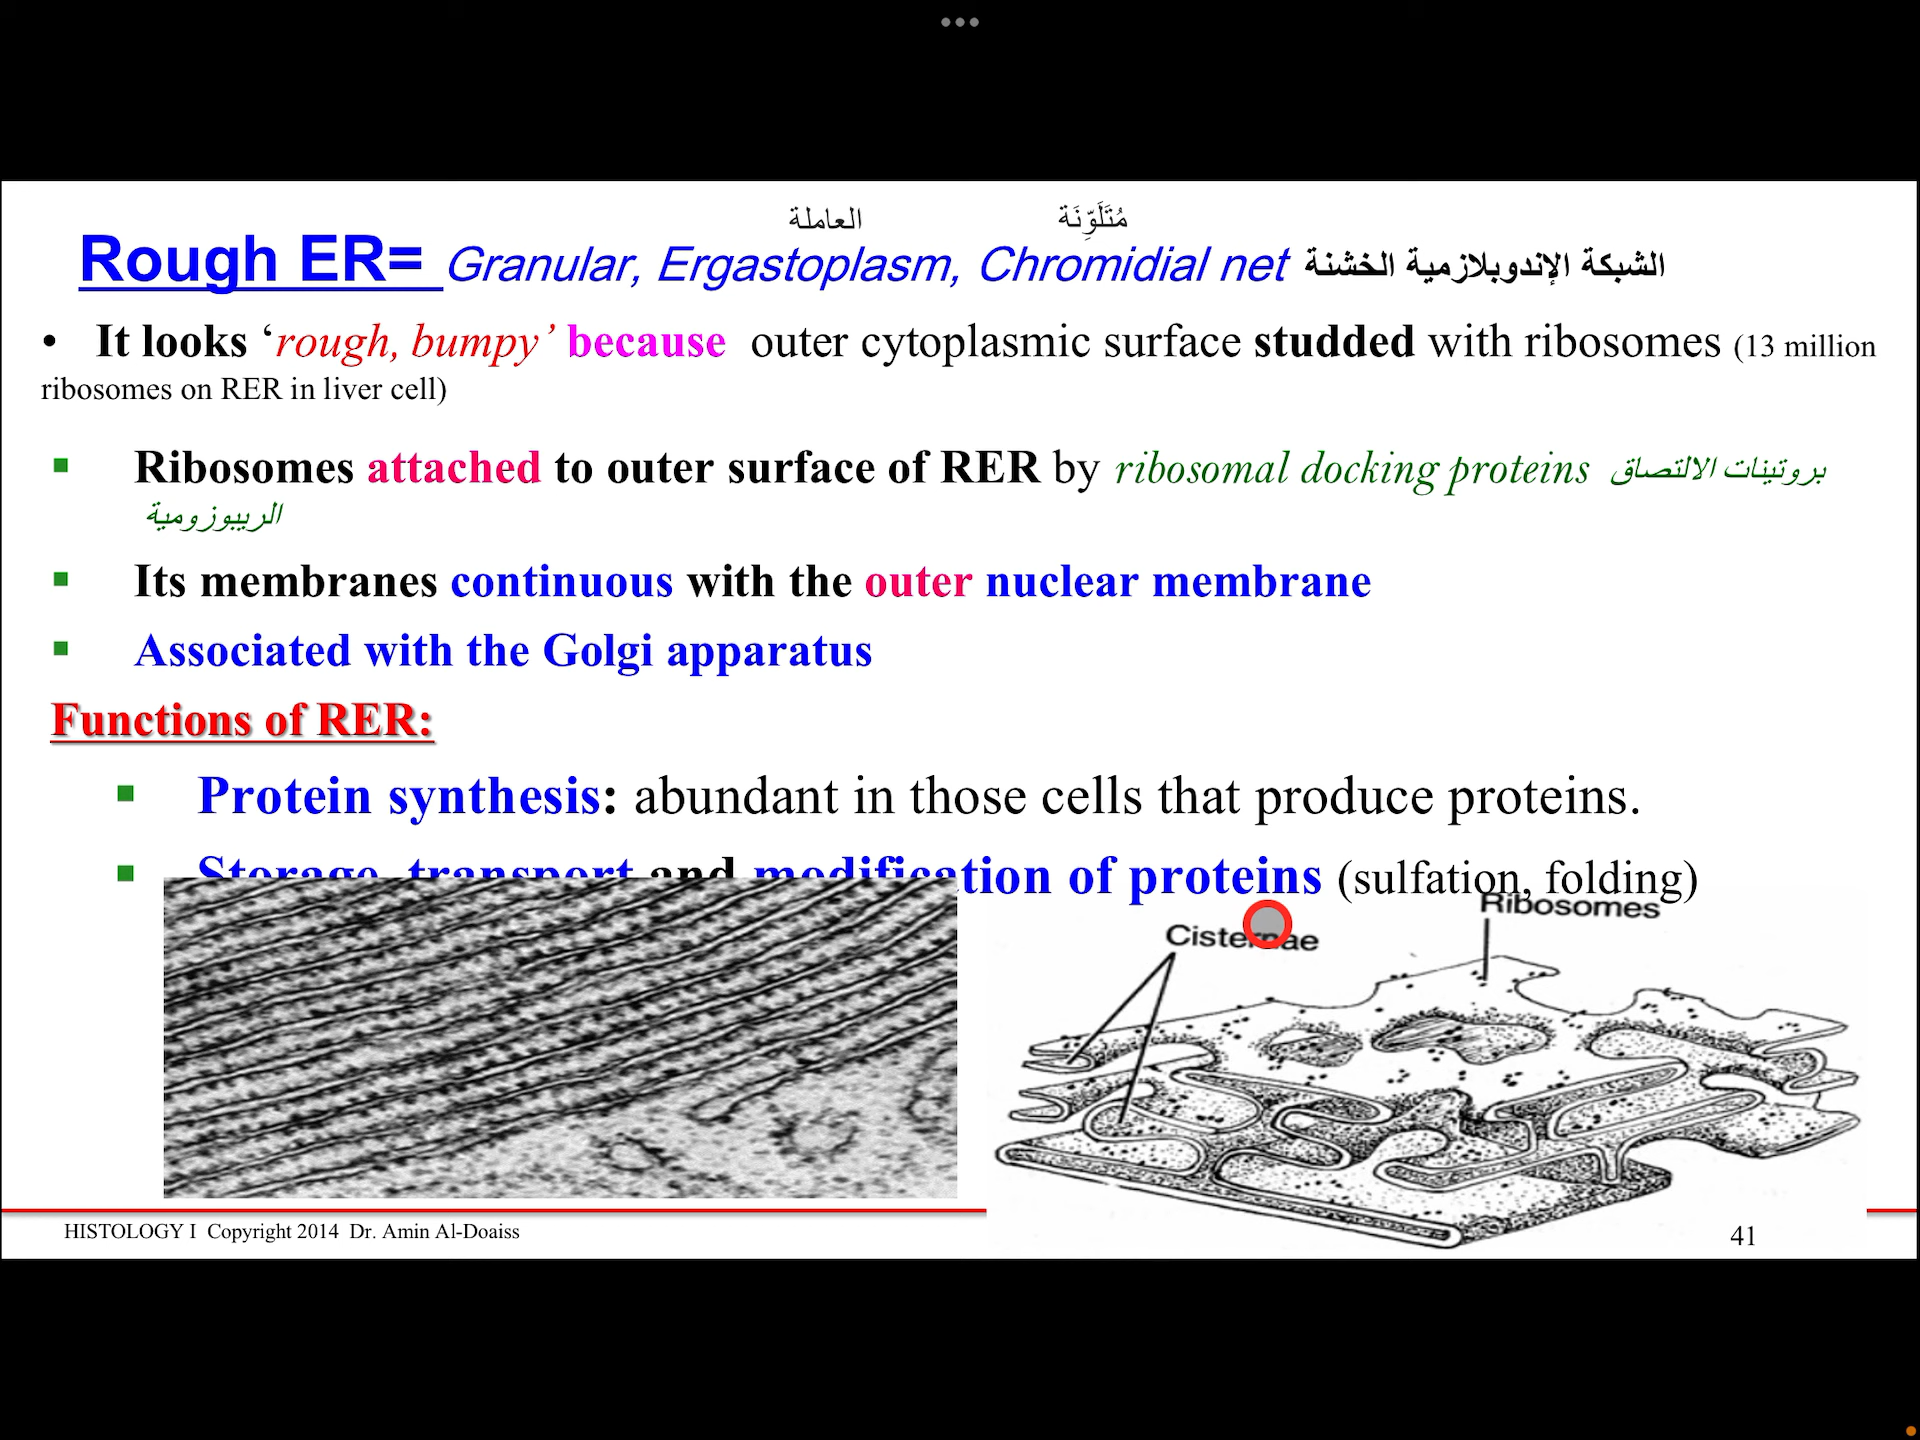 العاملة مُتَلَوِّنَة
Rough ER= Granular, Ergastoplasm, Chromidial net الشبكة الإندوبلازمية الخشنة
• It looks ‘rough, bumpy’ because outer cytoplasmic surface studded with ribosomes (13 million
ribosomes on RER in liver cell)
▪ Ribosomes attached to outer surface of RER by ribosomal docking proteins بروتينات الالتصاق
الريبوزومية
▪ Its membranes continuous with the outer nuclear membrane
▪ Associated with the Golgi apparatus
Functions of RER:
▪ Protein synthesis: abundant in those cells that produce proteins.
▪ Storage, transport and modification of proteins (sulfation, folding)
Ribosomes
Cisternae
HISTOLOGY I Copyright 2014 Dr. Amin Al-Doaiss
41